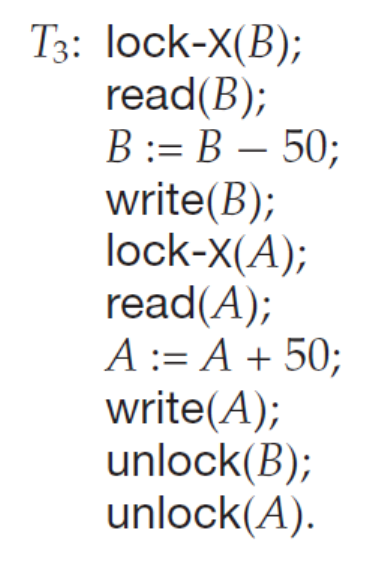 T3: lock-X(B);
read(B);
B := B − 50;
write(B);
lock-X(A);
read(A);
A := A + 50;
write(A);
unlock(B);
unlock(A).